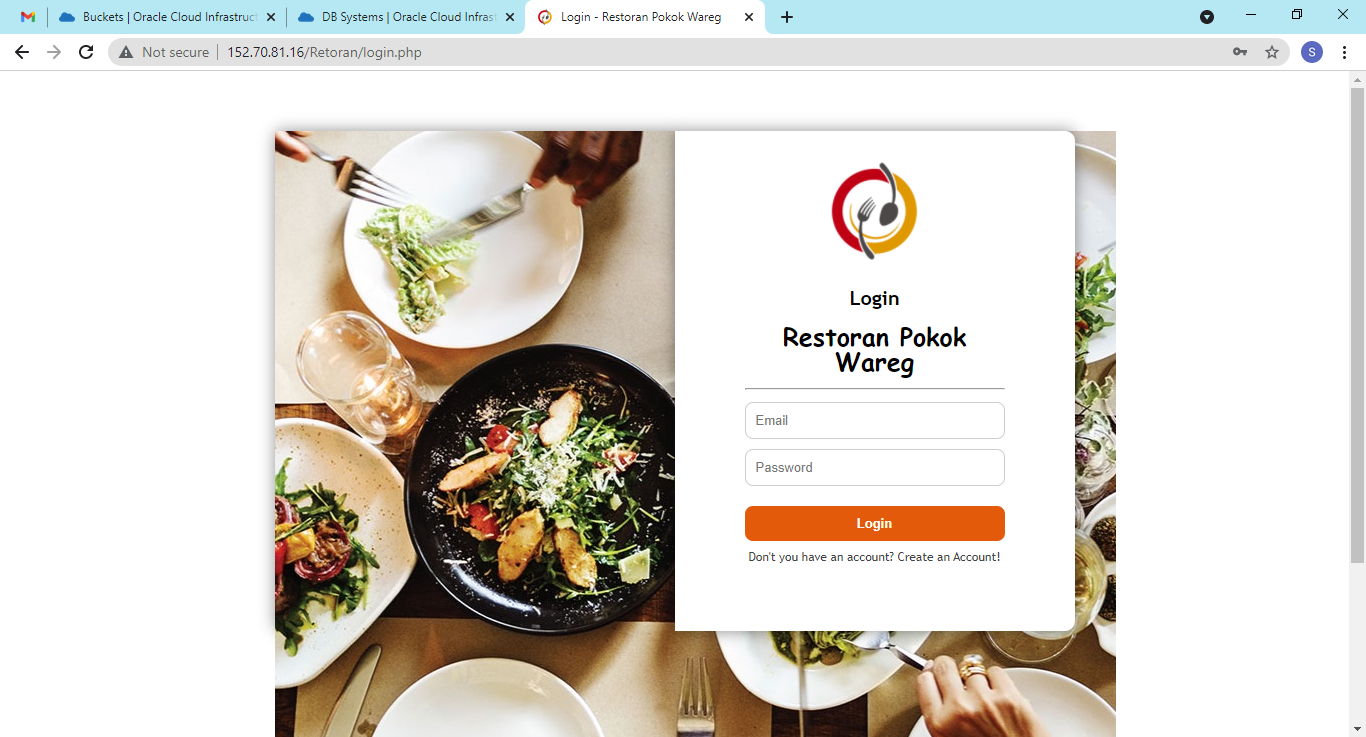 Buckets | Oracle Cloud Infrastruct
DB Systems | Oracle Cloud Infrast
Login - Restoran Pokok Wareg
Not secure
152.70.81.16/Retoran/login.php
S
Login
Restoran Pokok
Wareg
Email
Password
Login
Don't you have an account? Create an Account!